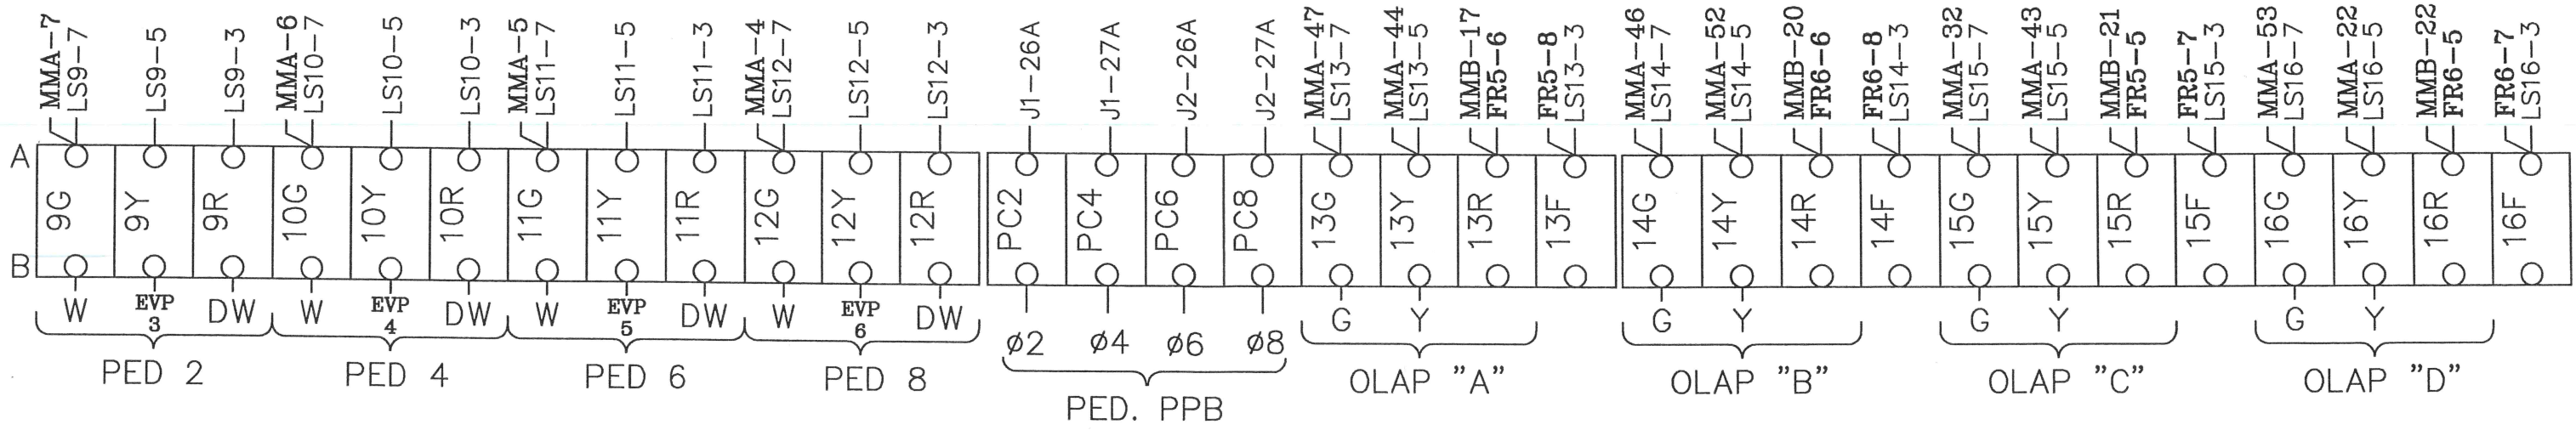 MMA-7 LS9-7 LS9-5 LS9-3 MMA-6 LS10-7 LS10-5 LS10-3 MMA-5 LS11-7 LS11-5 LS11-3 MMA-4 LS12-7 LS12-5 LS12-3 J1-26A J1-27A J2-26A J2-27A MMA-47 LS13-7 MMA-44 LS13-5 MMB-17 FR5-6 FR5-8 LS13-3 MMA-46 LS14-7 MMA-52 LS14-5 MMB-20 FR6-6 FR6-8 LS14-3 MMA-32 LS15-7 MMA-43 LS15-5 MMB-21 FR5-5 FR5-7 LS15-3 MMA-53 LS16-7 MMA-22 LS16-5 MMB-22 FR6-5 FR6-7 LS16-3
A
9G 9Y 9R 10G 10Y 10R 11G 11Y 11R 12G 12Y 12R PC2 PC4 PC6 PC8 13G 13Y 13R 13F 14G 14Y 14R 14F 15G 15Y 15R 15F 16G 16Y 16R 16F
B
W EVP 3 DW W EVP 4 DW W EVP 5 DW W EVP 6 DW ø2 ø4 ø6 ø8 G Y G Y G Y G Y
PED 2 PED 4 PED 6 PED 8 PED. PPB OLAP "A" OLAP "B" OLAP "C" OLAP "D"